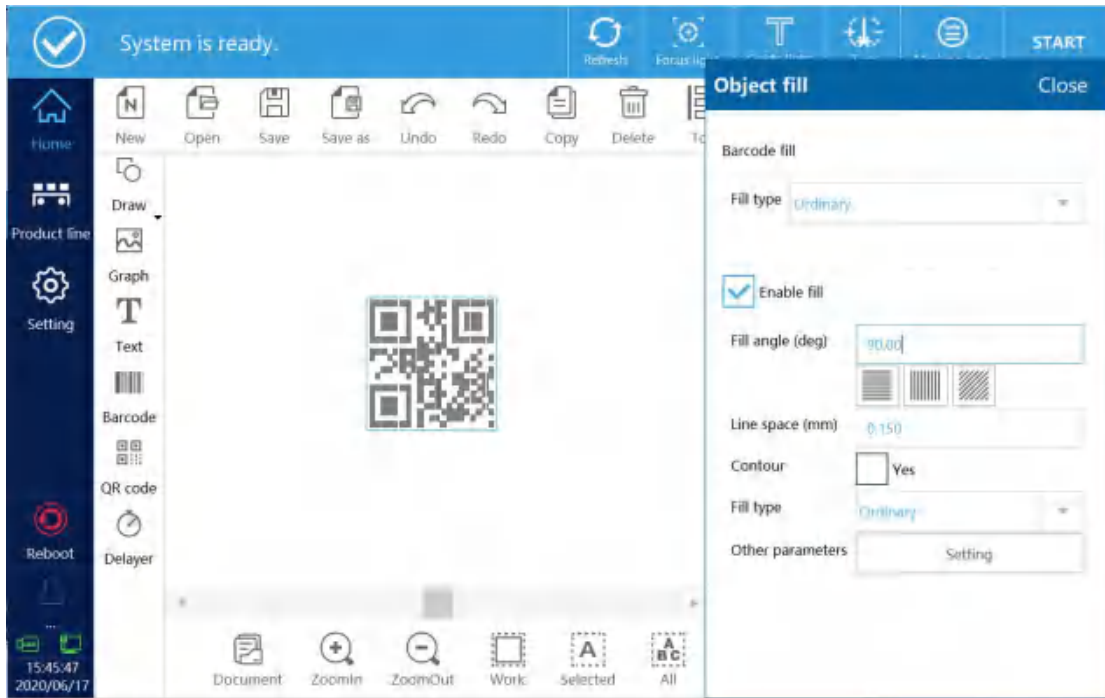 System is ready.
Refresh
START
Object fill
Close
Home
Product line
Setting
Reboot
...
15:45:47
2020/06/17
New
Open
Save
Save as
Undo
Redo
Copy
Delete
Draw
Graph
Text
Barcode
QR code
Delayer
Barcode fill
Fill type
Ordinary
Enable fill
Fill angle (deg)
90.00
Line space (mm)
0.150
Contour
Yes
Fill type
Ordinary
Other parameters
Setting
Document
ZoomIn
ZoomOut
Work
Selected
All